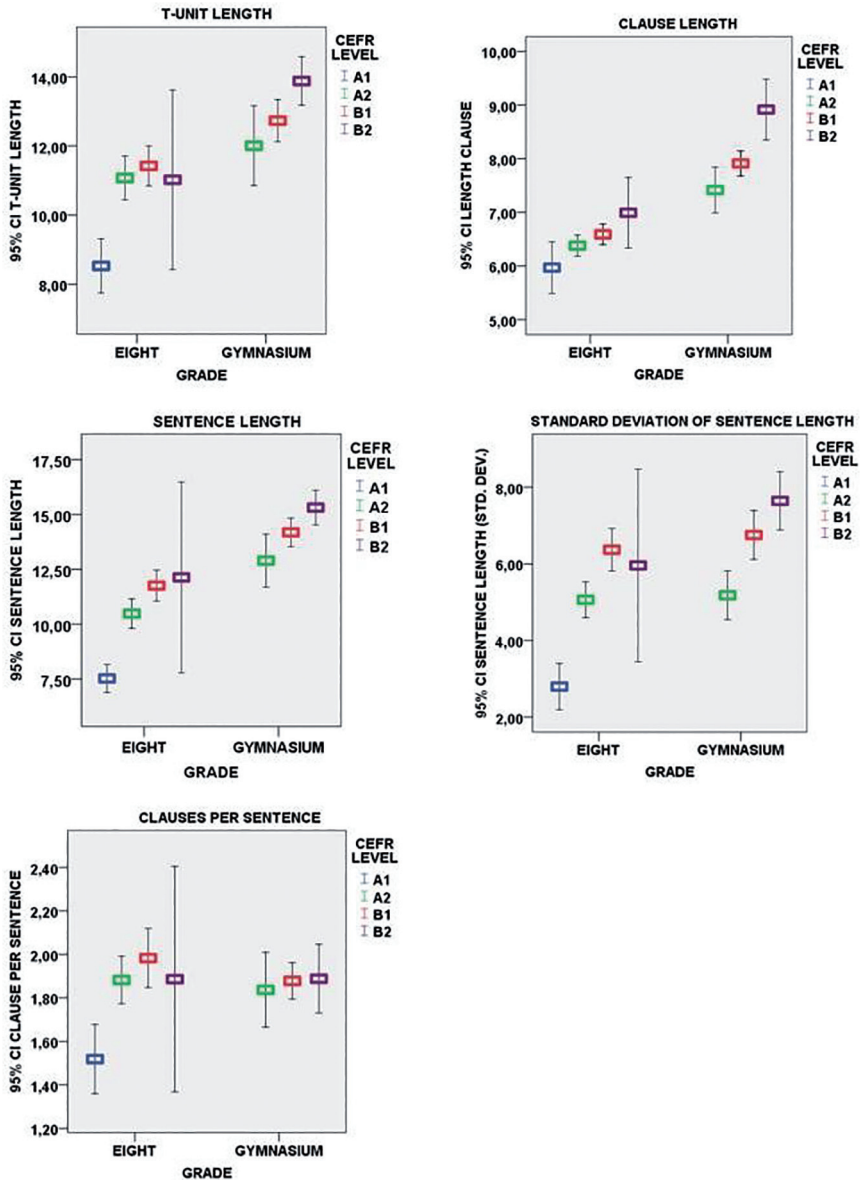 T-UNIT LENGTH
95% CI T-UNIT LENGTH
14,00
12,00
10,00
8,00
EIGHT
GYMNASIUM
GRADE
CEFR
LEVEL
A1
A2
B1
B2
CLAUSE LENGTH
95% CI LENGTH CLAUSE
10,00
9,00
8,00
7,00
6,00
5,00
EIGHT
GYMNASIUM
GRADE
CEFR
LEVEL
A1
A2
B1
B2
SENTENCE LENGTH
95% CI SENTENCE LENGTH
17,50
15,00
12,50
10,00
7,50
EIGHT
GYMNASIUM
GRADE
CEFR
LEVEL
A1
A2
B1
B2
STANDARD DEVIATION OF SENTENCE LENGTH
95% CI SENTENCE LENGTH (STD. DEV.)
8,00
6,00
4,00
2,00
EIGHT
GYMNASIUM
GRADE
CEFR
LEVEL
A1
A2
B1
B2
CLAUSES PER SENTENCE
95% CI CLAUSE PER SENTENCE
2,40
2,20
2,00
1,80
1,60
1,40
1,20
EIGHT
GYMNASIUM
GRADE
CEFR
LEVEL
A1
A2
B1
B2